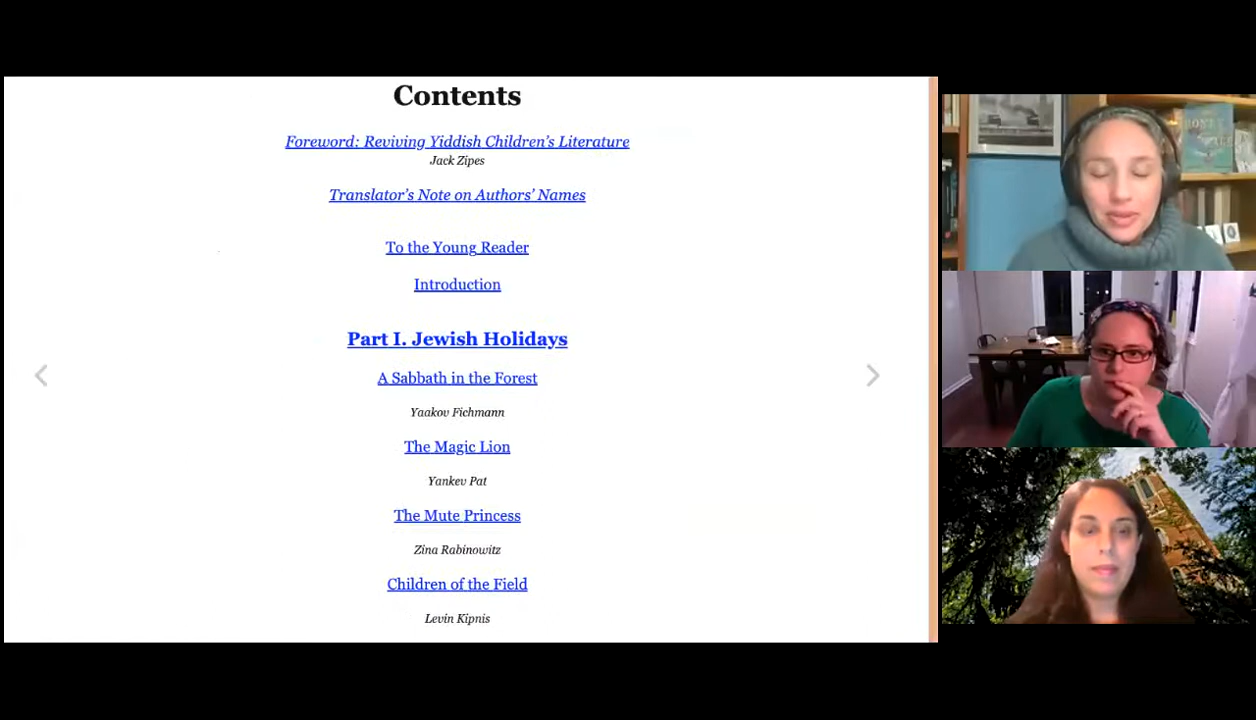 Contents
Foreword: Reviving Yiddish Children's Literature
Jack Zipes
Translator's Note on Authors' Names
To the Young Reader
Introduction
Part I. Jewish Holidays
A Sabbath in the Forest
Yaakov Fichmann
The Magic Lion
Yankev Pat
The Mute Princess
Zina Rabinowitz
Children of the Field
Levin Kipnis